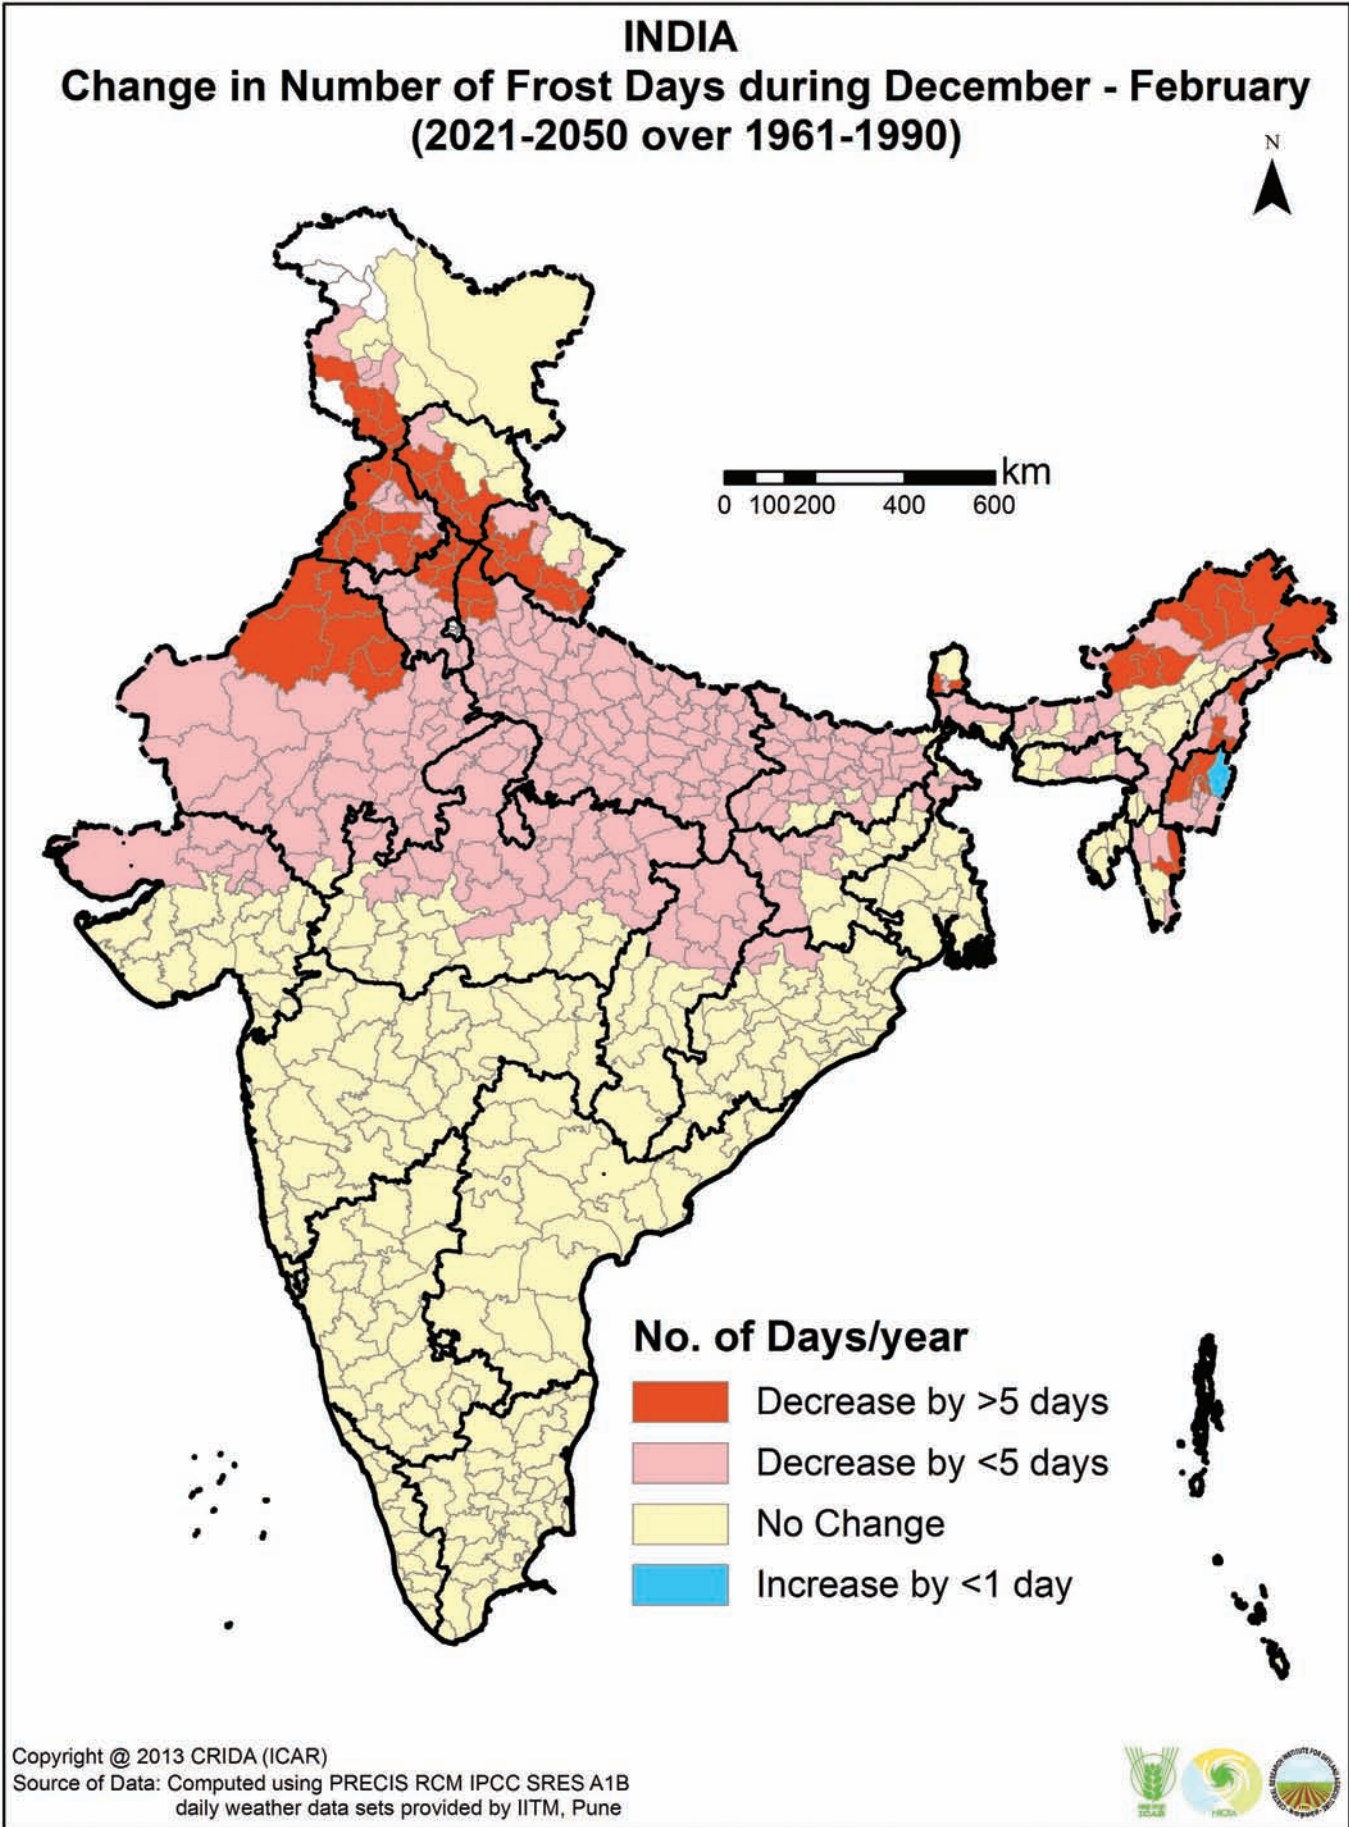 INDIA
Change in Number of Frost Days during December - February
(2021-2050 over 1961-1990)
N
km
0 100 200 400 600
No. of Days/year
Decrease by >5 days
Decrease by <5 days
No Change
Increase by <1 day
Copyright @ 2013 CRIDA (ICAR)
Source of Data: Computed using PRECIS RCM IPCC SRES A1B
daily weather data sets provided by IITM, Pune